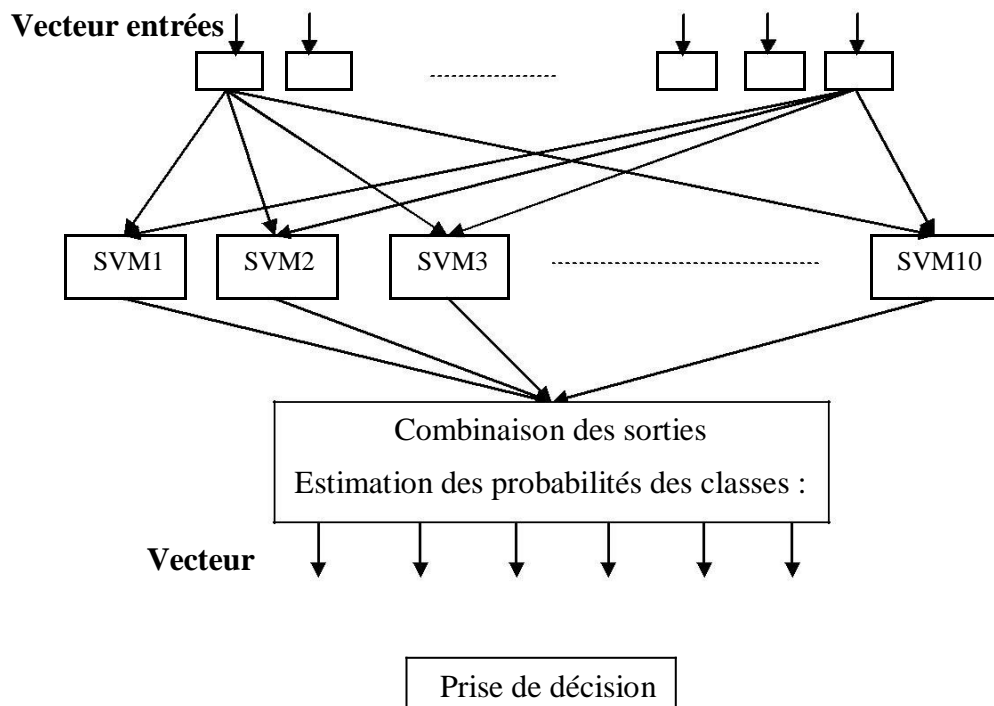 Vecteur entrées
SVM1
SVM2
SVM3
SVM10
Combinaison des sorties
Estimation des probabilités des classes :
Vecteur
Prise de décision